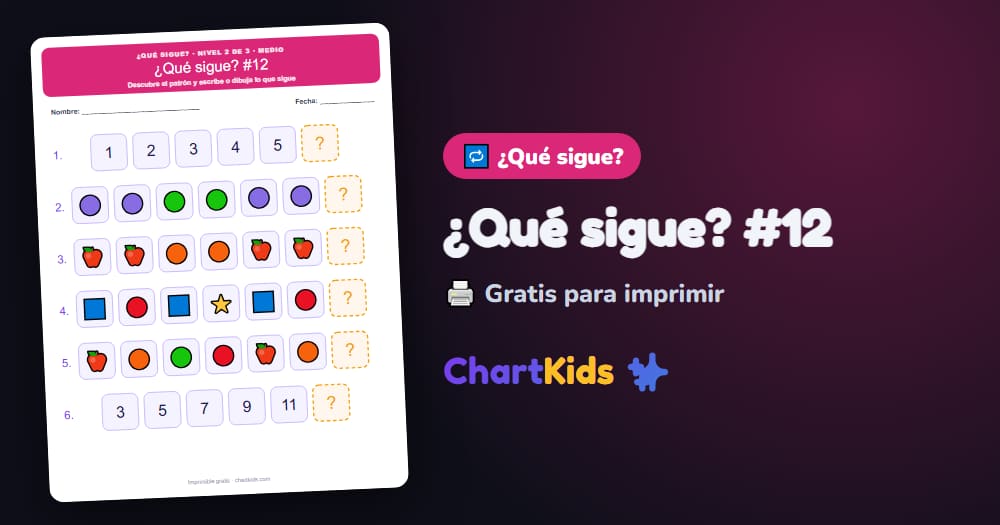 ¿QUÉ SIGUE? · NIVEL 2 DE 3 · MEDIO
¿Qué sigue? #12
Descubre el patrón y escribe o dibuja lo que sigue
Nombre: ____________ Fecha: ____________
1. 1 2 3 4 5 ?
2. ?
3. ?
4. ?
5. ?
6. 3 5 7 9 11 ?
Imprimible gratis · chartkids.com
¿Qué sigue?
¿Qué sigue? #12
Gratis para imprimir
ChartKids